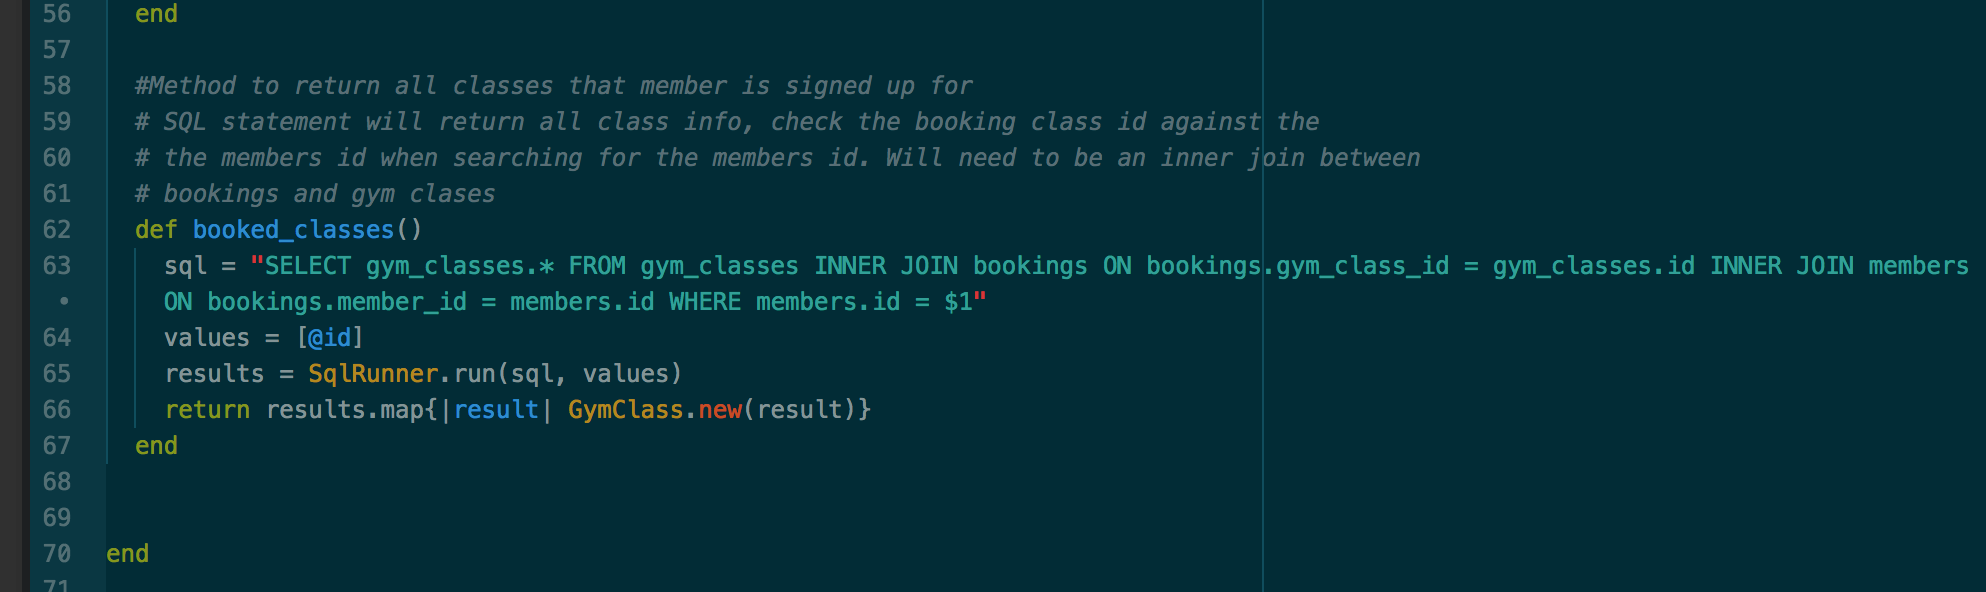 56 end
57
58 #Method to return all classes that member is signed up for
59 # SQL statement will return all class info, check the booking class id against the
60 # the members id when searching for the members id. Will need to be an inner join between
61 # bookings and gym clases
62 def booked_classes()
63 sql = "SELECT gym_classes.* FROM gym_classes INNER JOIN bookings ON bookings.gym_class_id = gym_classes.id INNER JOIN members
• ON bookings.member_id = members.id WHERE members.id = $1"
64 values = [@id]
65 results = SqlRunner.run(sql, values)
66 return results.map{|result| GymClass.new(result)}
67 end
68
69
70 end
71